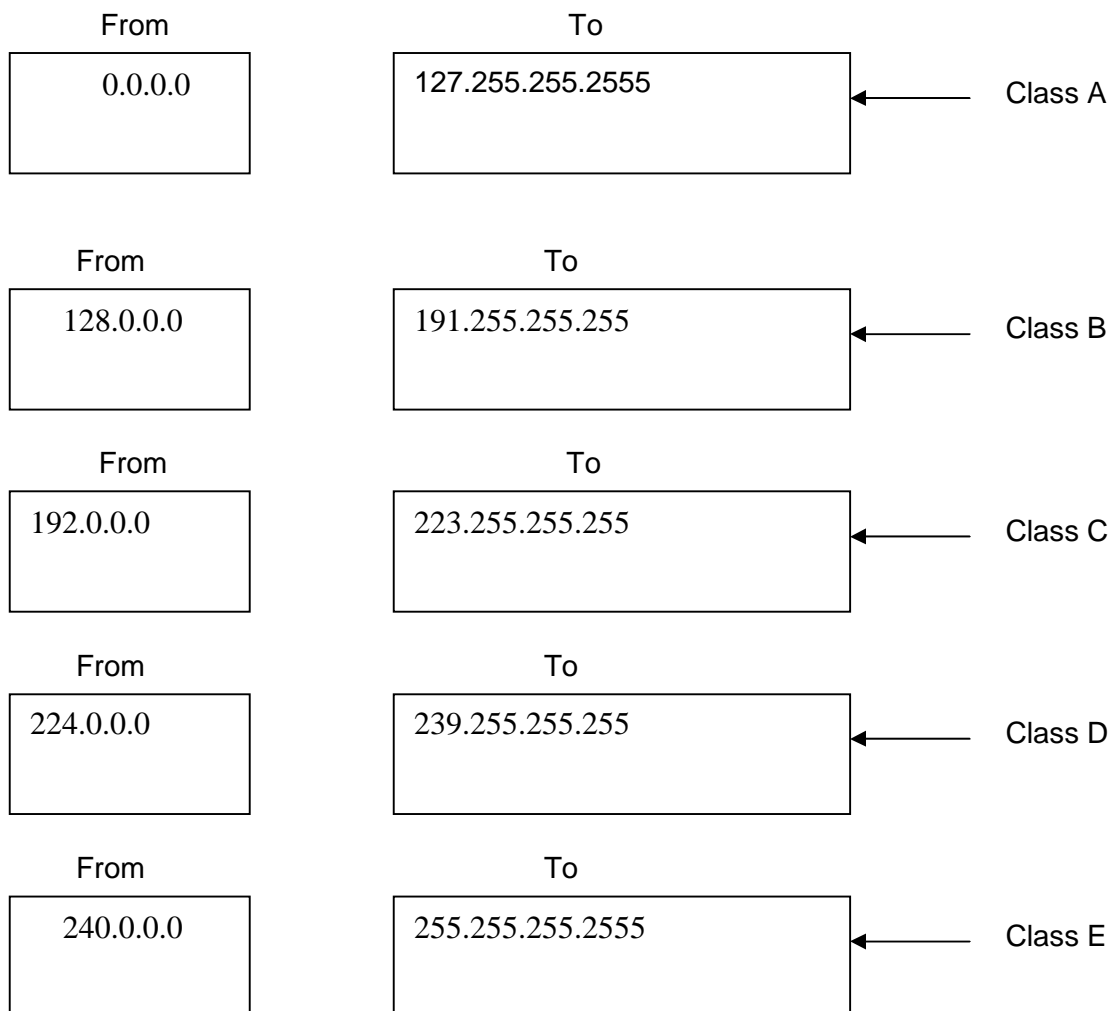 From To
0.0.0.0 127.255.255.2555 Class A
From To
128.0.0.0 191.255.255.255 Class B
From To
192.0.0.0 223.255.255.255 Class C
From To
224.0.0.0 239.255.255.255 Class D
From To
240.0.0.0 255.255.255.2555 Class E